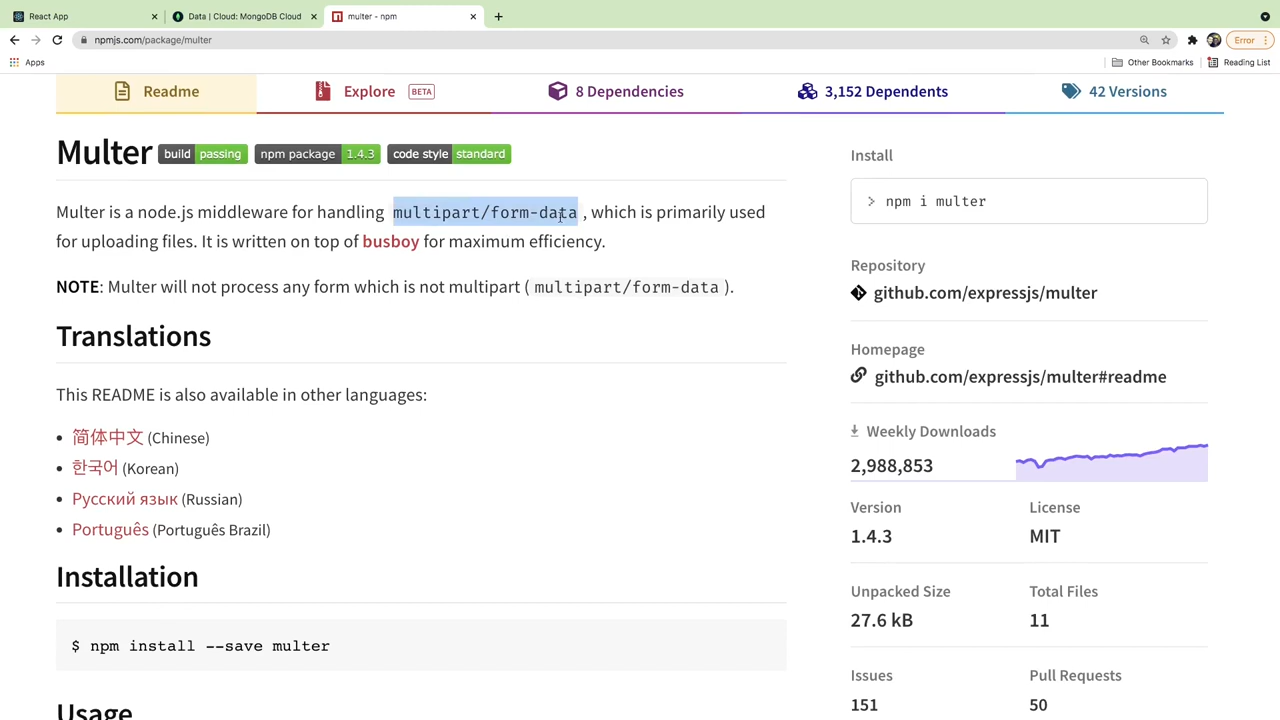 React App
Data | Cloud: MongoDB Cloud
multer - npm
npmjs.com/package/multer
Error
Apps
Other Bookmarks
Reading List
Readme
Explore BETA
8 Dependencies
3,152 Dependents
42 Versions
Multer build passing npm package 1.4.3 code style standard
Multer is a node.js middleware for handling multipart/form-data , which is primarily used
for uploading files. It is written on top of busboy for maximum efficiency.
NOTE: Multer will not process any form which is not multipart ( multipart/form-data ).
Translations
This README is also available in other languages:
• 简体中文 (Chinese)
• 한국어 (Korean)
• Русский язык (Russian)
• Português (Português Brazil)
Installation
$ npm install --save multer
Usage
Install
> npm i multer
Repository
github.com/expressjs/multer
Homepage
github.com/expressjs/multer#readme
Weekly Downloads
2,988,853
Version
License
1.4.3
MIT
Unpacked Size
Total Files
27.6 kB
11
Issues
Pull Requests
151
50